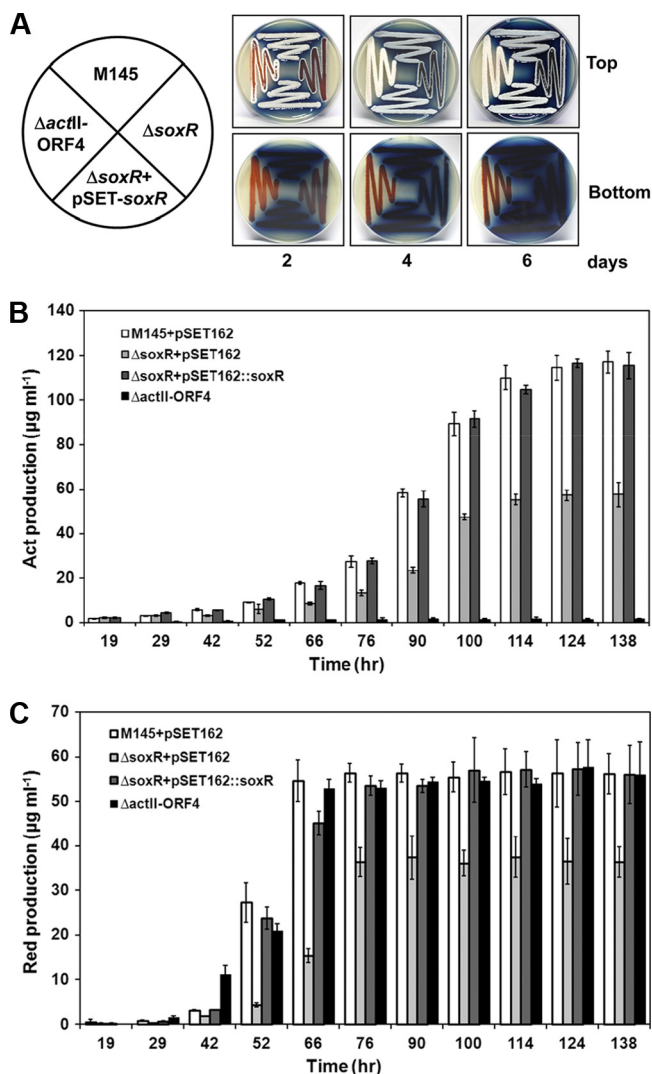 A
M145
ΔactII-
ORF4
ΔsoxR
ΔsoxR+
pSET-soxR
Top
Bottom
2 4 6 days
B
Act production (µg ml-1)
140
120
100
80
60
40
20
0
M145+pSET162
ΔsoxR+pSET162
ΔsoxR+pSET162::soxR
ΔactII-ORF4
19 29 42 52 66 76 90 100 114 124 138
Time (hr)
C
Red production (µg ml-1)
70
60
50
40
30
20
10
0
M145+pSET162
ΔsoxR+pSET162
ΔsoxR+pSET162::soxR
ΔactII-ORF4
19 29 42 52 66 76 90 100 114 124 138
Time (hr)